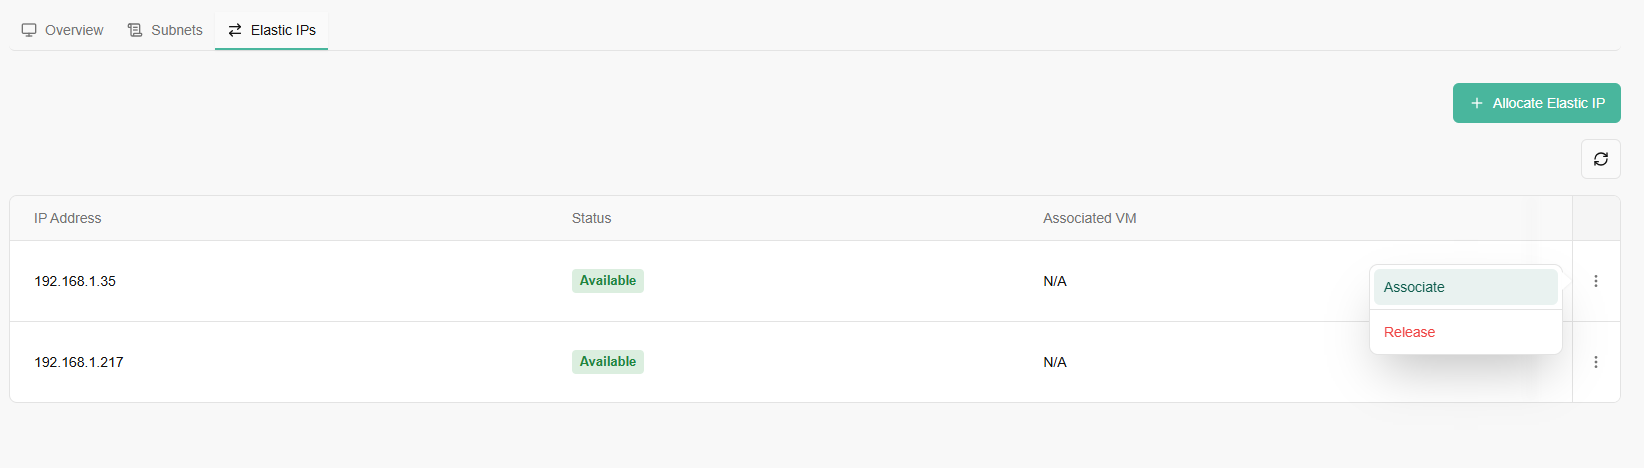 Overview Subnets Elastic IPs
+ Allocate Elastic IP
IP Address Status Associated VM
192.168.1.35 Available N/A
Associate
Release
192.168.1.217 Available N/A